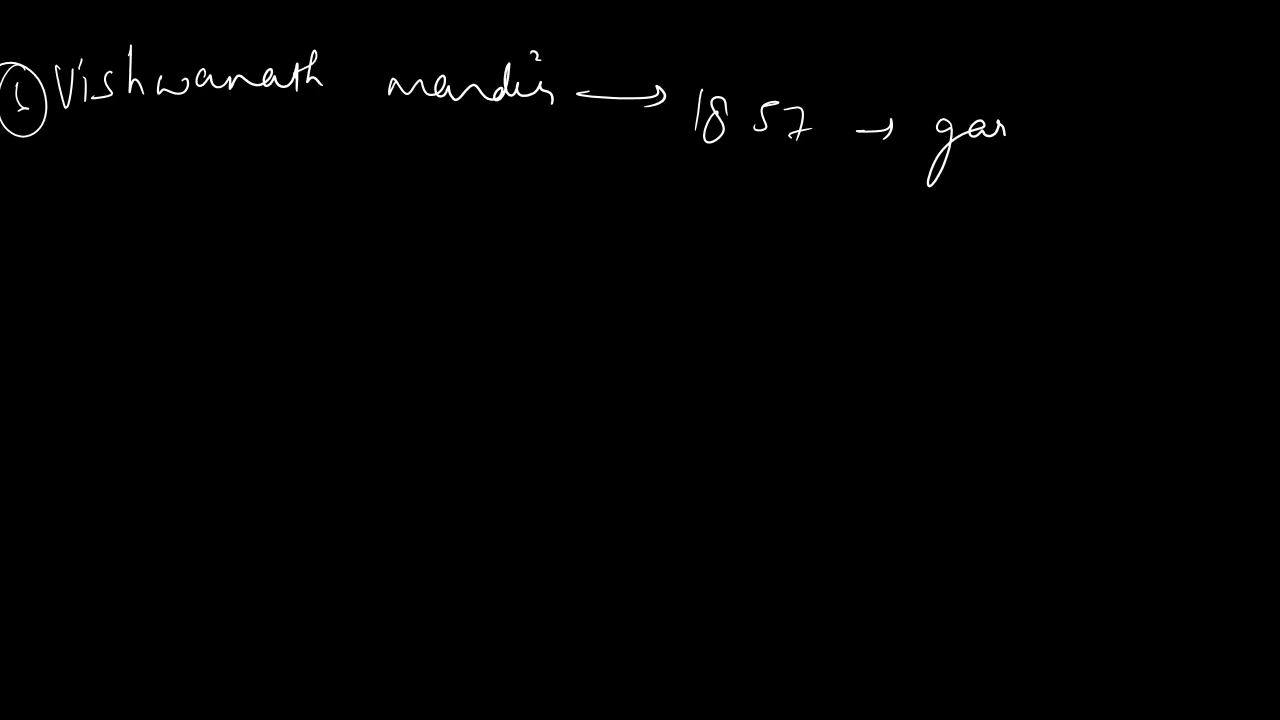 ① Vishwanath mandir → 1857 → gar